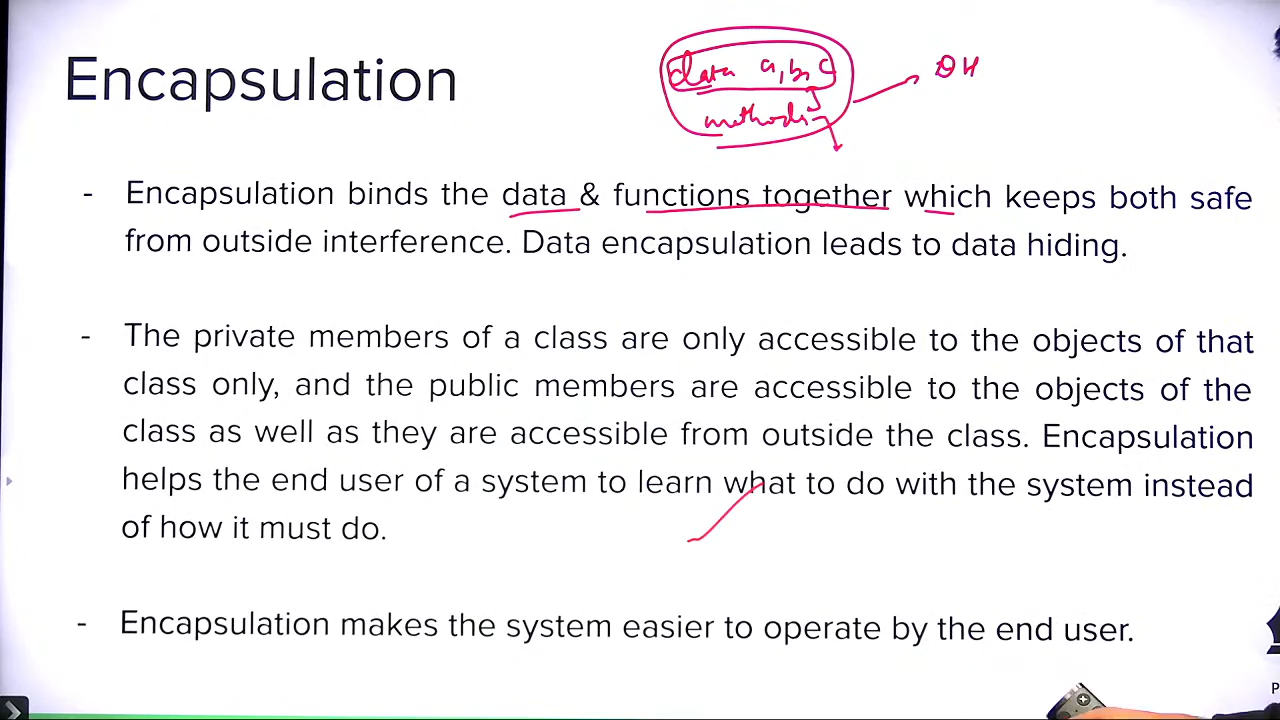 Encapsulation
data a, b, c
methods
DH
- Encapsulation binds the data & functions together which keeps both safe
from outside interference. Data encapsulation leads to data hiding.
- The private members of a class are only accessible to the objects of that
class only, and the public members are accessible to the objects of the
class as well as they are accessible from outside the class. Encapsulation
helps the end user of a system to learn what to do with the system instead
of how it must do.
- Encapsulation makes the system easier to operate by the end user.
P